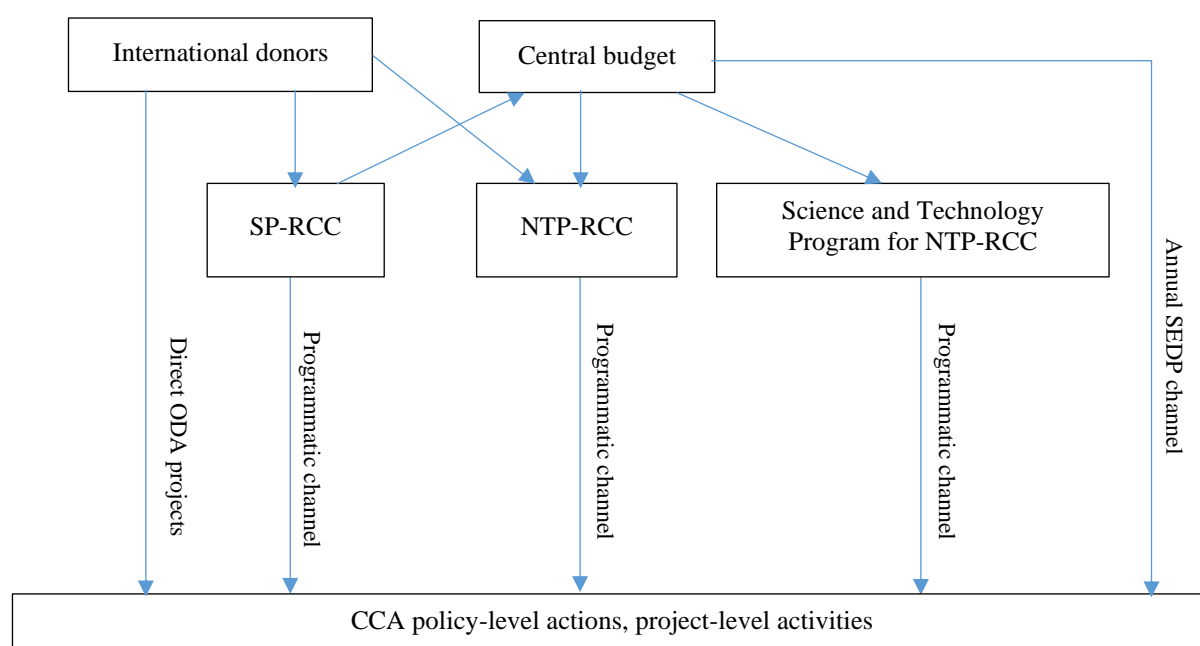 International donors
Central budget
SP-RCC
NTP-RCC
Science and Technology
Program for NTP-RCC
Direct ODA projects
Programmatic channel
Programmatic channel
Programmatic channel
Annual SEDP channel
CCA policy-level actions, project-level activities